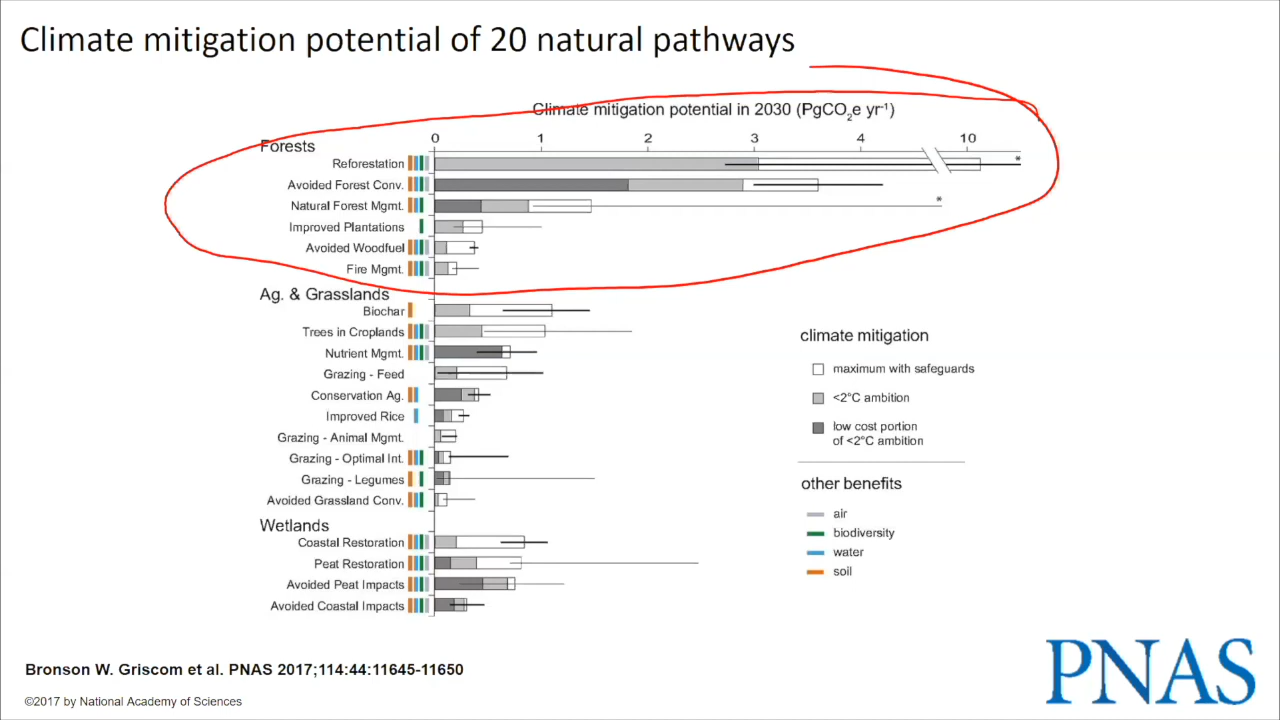 Climate mitigation potential of 20 natural pathways
Climate mitigation potential in 2030 (PgCO₂e yr⁻¹)
0 1 2 3 4 10
Forests
Reforestation *
Avoided Forest Conv.
Natural Forest Mgmt. *
Improved Plantations
Avoided Woodfuel
Fire Mgmt.
Ag. & Grasslands
Biochar
Trees in Croplands
Nutrient Mgmt.
Grazing - Feed
Conservation Ag.
Improved Rice
Grazing - Animal Mgmt.
Grazing - Optimal Int.
Grazing - Legumes
Avoided Grassland Conv.
Wetlands
Coastal Restoration
Peat Restoration
Avoided Peat Impacts
Avoided Coastal Impacts
climate mitigation
maximum with safeguards
<2°C ambition
low cost portion
of <2°C ambition
other benefits
air
biodiversity
water
soil
Bronson W. Griscom et al. PNAS 2017;114:44:11645-11650
©2017 by National Academy of Sciences
PNAS